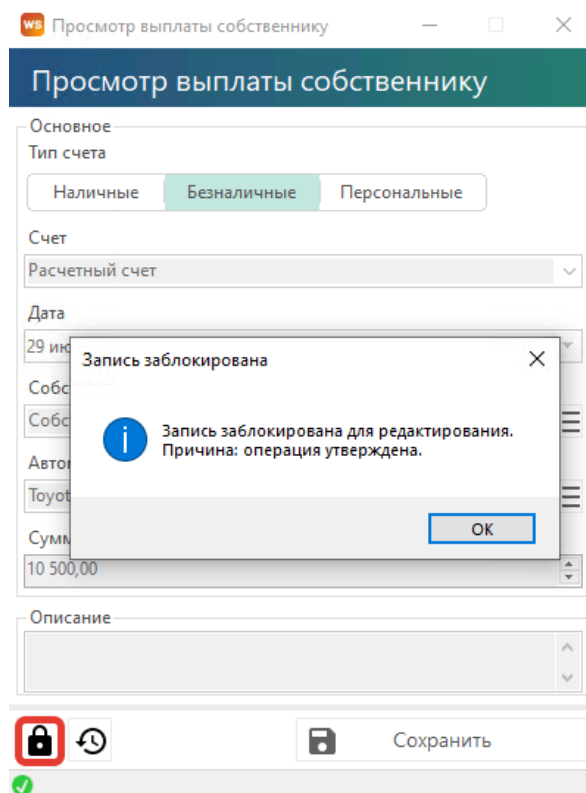 ws Просмотр выплаты собственнику
Просмотр выплаты собственнику
Основное
Тип счета
Наличные Безналичные Персональные
Счет
Расчетный счет
Дата
29
Запись заблокирована
Запись заблокирована для редактирования.
Причина: операция утверждена.
OK
10 500,00
Описание
Сохранить